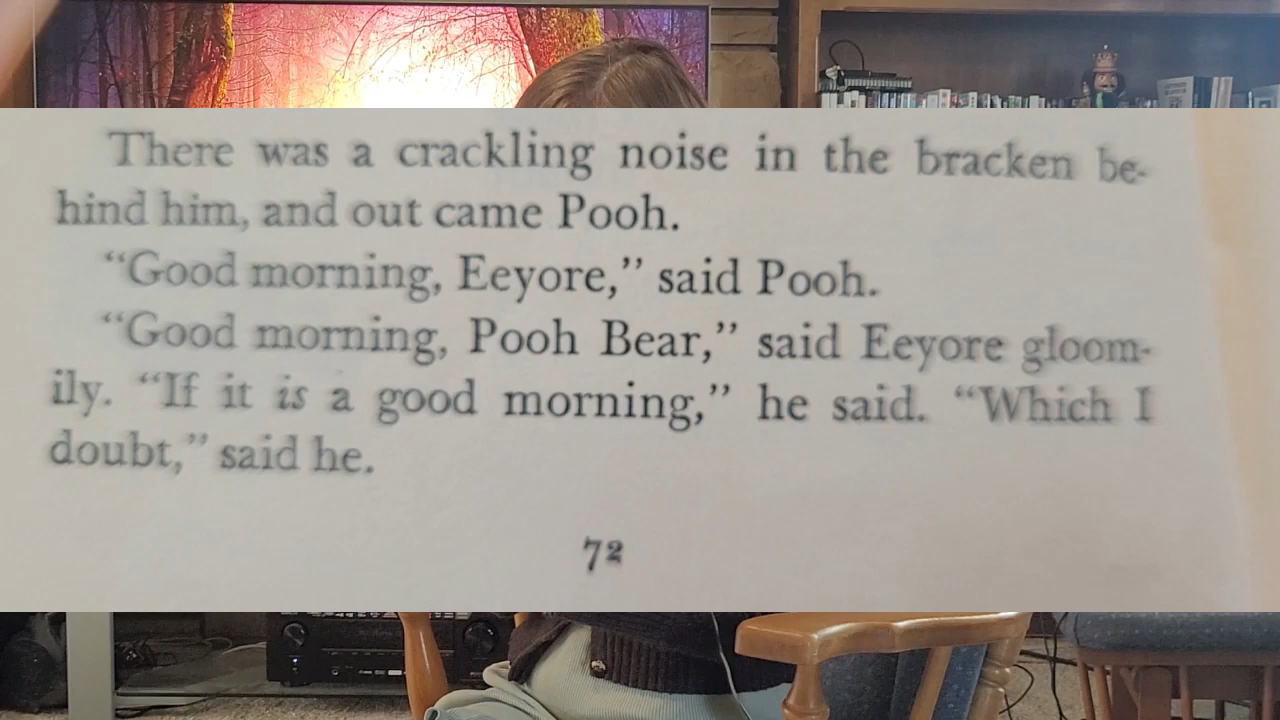 There was a crackling noise in the bracken be-
hind him, and out came Pooh.
“Good morning, Eeyore,” said Pooh.
“Good morning, Pooh Bear,” said Eeyore gloom-
ily. “If it is a good morning,” he said. “Which I
doubt,” said he.
72